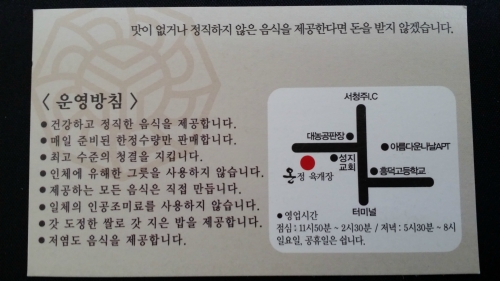 맛이 없거나 정직하지 않은 음식을 제공한다면 돈을 받지 않겠습니다.
〈 운영방침 〉
● 건강하고 정직한 음식을 제공합니다.
● 매일 준비된 한정수량만 판매합니다.
● 최고 수준의 청결을 지킵니다.
● 인체에 유해한 그릇을 사용하지 않습니다.
● 제공하는 모든 음식은 직접 만듭니다.
● 일체의 인공조미료를 사용하지 않습니다.
● 갓 도정한 쌀로 갓 지은 밥을 제공합니다.
● 저염도 음식을 제공합니다.
서청주I.C
대농공판장
아름다운나날APT
성지
교회
흥덕고등학교
온정 육개장
터미널
● 영업시간
점심 : 11시50분 ~ 2시30분 / 저녁 : 5시30분 ~ 8시
일요일, 공휴일은 쉽니다.